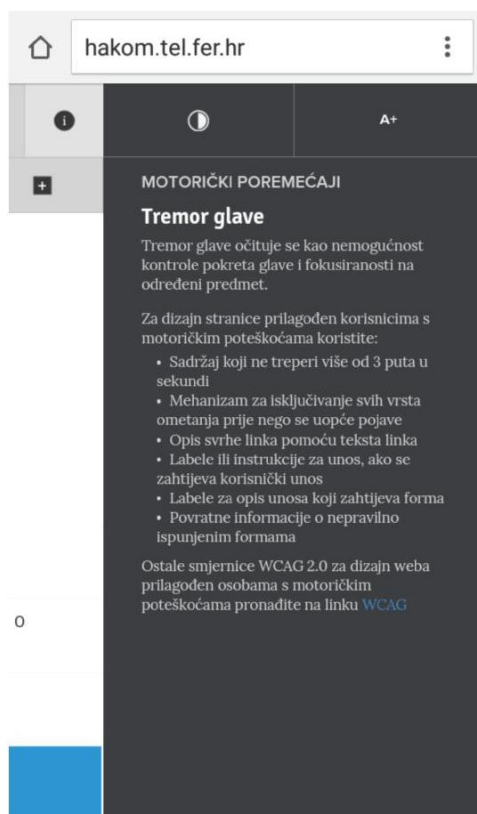 hakom.tel.fer.hr
A+
MOTORIČKI POREMEĆAJI
Tremor glave
Tremor glave očituje se kao nemogućnost
kontrole pokreta glave i fokusiranosti na
određeni predmet.
Za dizajn stranice prilagođen korisnicima s
motoričkim poteškoćama koristite:
• Sadržaj koji ne treperi više od 3 puta u
sekundi
• Mehanizam za isključivanje svih vrsta
ometanja prije nego se uopće pojave
• Opis svrhe linka pomoću teksta linka
• Labele ili instrukcije za unos, ako se
zahtijeva korisnički unos
• Labele za opis unosa koji zahtijeva forma
• Povratne informacije o nepravilno
ispunjenim formama
Ostale smjernice WCAG 2.0 za dizajn weba
prilagođen osobama s motoričkim
poteškoćama pronađite na linku WCAG
o